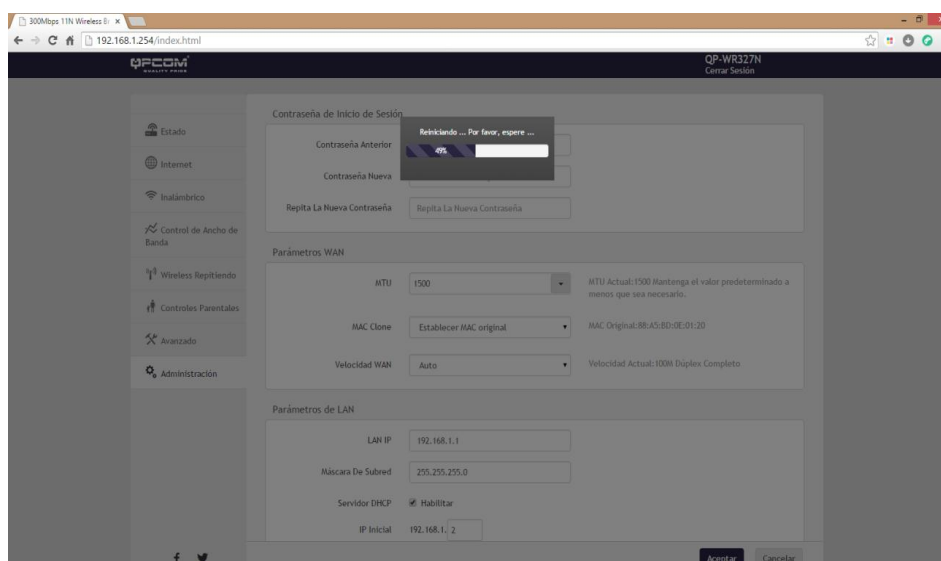 300Mbps 11N Wireless Br
192.168.1.254/index.html
QPCOM
QUALITY PRIDE
QP-WR327N
Cerrar Sesión
Estado
Internet
Inalámbrico
Control de Ancho de
Banda
Wireless Repitiendo
Controles Parentales
Avanzado
Administración
Contraseña de Inicio de Sesión
Reiniciando ... Por favor, espere ...
49%
Contraseña Anterior
Contraseña Nueva
Repita La Nueva Contraseña
Repita La Nueva Contraseña
Parámetros WAN
MTU
1500
MTU Actual:1500 Mantenga el valor predeterminado a
menos que sea necesario.
MAC Clone
Establecer MAC original
MAC Original:88:A5:BD:0E:01:20
Velocidad WAN
Auto
Velocidad Actual:100M Dúplex Completo
Parámetros de LAN
LAN IP
192.168.1.1
Máscara De Subred
255.255.255.0
Servidor DHCP
Habilitar
IP Inicial
192.168.1. 2
Aceptar
Cancelar